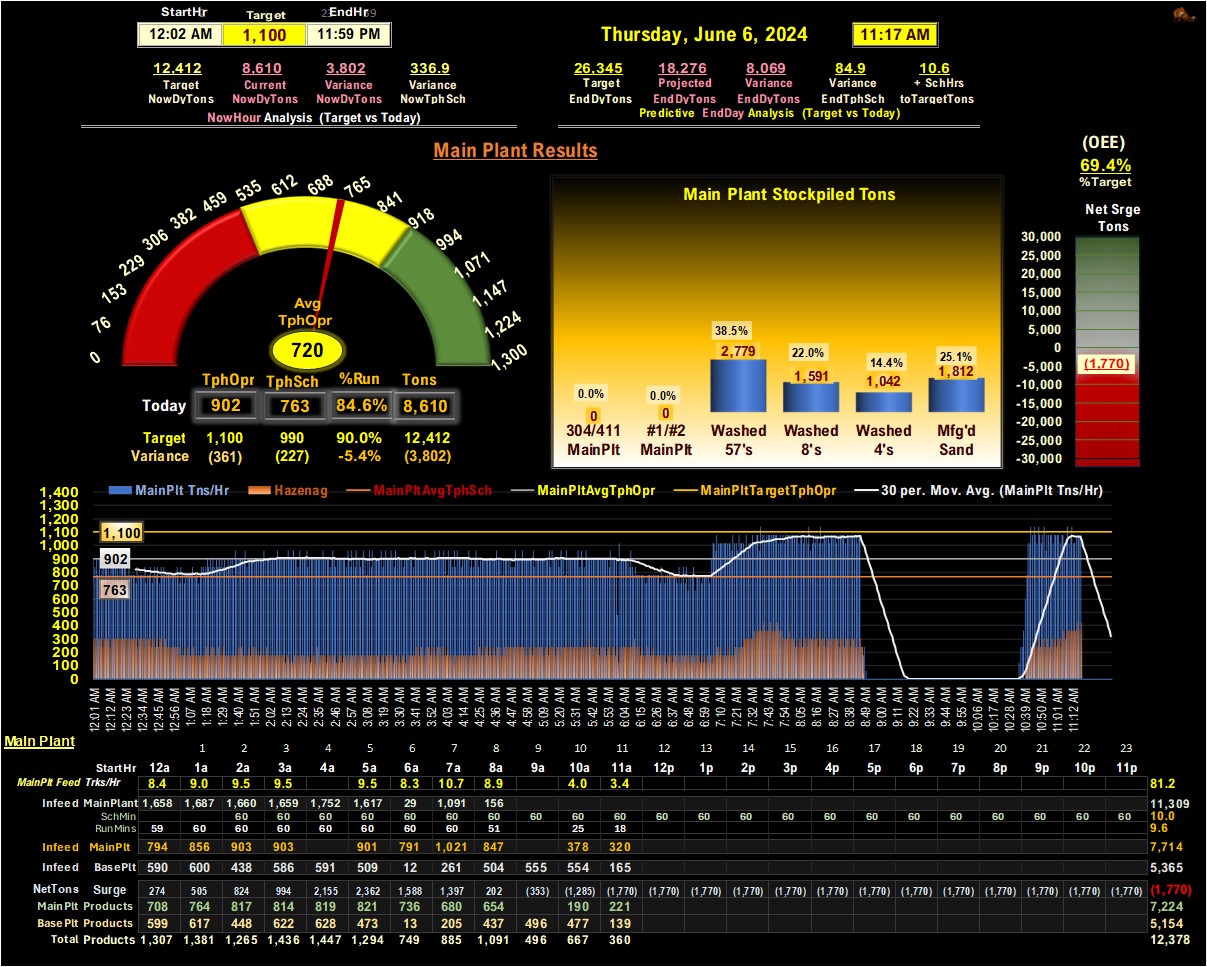 StartHr Target EndHr
12:02 AM 1,100 11:59 PM
Thursday, June 6, 2024 11:17 AM
12,412 8,610 3,802 336.9
Target Current Variance Variance
NowDyTons NowDyTons NowDyTons NowTphSch
NowHour Analysis (Target vs Today)
26,345 18,276 8,069 84.9 10.6
Target Projected Variance Variance + SchHrs
EndDyTons EndDyTons EndDyTons EndTphSch toTargetTons
Predictive EndDay Analysis (Target vs Today)
Main Plant Results
(OEE)
69.4%
%Target
Net Srge
Tons
30,000
25,000
20,000
15,000
10,000
5,000
0
-5,000
-10,000
-15,000
-20,000
-25,000
-30,000
(1,770)
0 76 153 229 306 382 459 535 612 688 765 841 918 994 1,071 1,147 1,224 1,300
Avg
TphOpr
720
TphOpr TphSch %Run Tons
Today 902 763 84.6% 8,610
Target 1,100 990 90.0% 12,412
Variance (361) (227) -5.4% (3,802)
Main Plant Stockpiled Tons
0.0% 0.0% 38.5% 22.0% 14.4% 25.1%
0 0 2,779 1,591 1,042 1,812
304/411 #1/#2 Washed Washed Washed Mfg'd
MainPlt MainPlt 57's 8's 4's Sand
MainPlt Tns/Hr Hazenag MainPltAvgTphSch MainPltAvgTphOpr MainPltTargetTphOpr 30 per. Mov. Avg. (MainPlt Tns/Hr)
1,400
1,300
1,200
1,100
1,000
900
800
700
600
500
400
300
200
100
0
1,100
902
763
12:01 AM 12:12 AM 12:23 AM 12:34 AM 12:45 AM 12:56 AM 1:07 AM 1:18 AM 1:29 AM 1:40 AM 1:51 AM 2:02 AM 2:13 AM 2:24 AM 2:35 AM 2:46 AM 2:57 AM 3:08 AM 3:19 AM 3:30 AM 3:41 AM 3:52 AM 4:03 AM 4:14 AM 4:25 AM 4:36 AM 4:47 AM 4:58 AM 5:09 AM 5:20 AM 5:31 AM 5:42 AM 5:53 AM 6:04 AM 6:15 AM 6:26 AM 6:37 AM 6:48 AM 6:59 AM 7:10 AM 7:21 AM 7:32 AM 7:43 AM 7:54 AM 8:05 AM 8:16 AM 8:27 AM 8:38 AM 8:49 AM 9:00 AM 9:11 AM 9:22 AM 9:33 AM 9:44 AM 9:55 AM 10:06 AM 10:17 AM 10:28 AM 10:39 AM 10:50 AM 11:01 AM 11:12 AM
Main Plant
1 2 3 4 5 6 7 8 9 10 11 12 13 14 15 16 17 18 19 20 21 22 23
StartHr 12a 1a 2a 3a 4a 5a 6a 7a 8a 9a 10a 11a 12p 1p 2p 3p 4p 5p 6p 7p 8p 9p 10p 11p
MainPlt Feed Trks/Hr 8.4 9.0 9.5 9.5 9.5 8.3 10.7 8.9 4.0 3.4 81.2
Infeed MainPlant 1,658 1,687 1,660 1,659 1,752 1,617 29 1,091 156 11,309
SchMin 60 60 60 60 60 60 60 60 60 60 60 60 60 60 60 60 60 60 60 60 60 60 10.0
RunMins 59 60 60 60 60 60 60 60 51 25 18 9.6
Infeed MainPlt 794 856 903 903 901 791 1,021 847 378 320 7,714
Infeed BasePlt 590 600 438 586 591 509 12 261 504 555 554 165 5,365
NetTons Surge 274 505 824 994 2,155 2,362 1,588 1,397 202 (353) (1,285) (1,770) (1,770) (1,770) (1,770) (1,770) (1,770) (1,770) (1,770) (1,770) (1,770) (1,770) (1,770) (1,770) (1,770)
MainPlt Products 708 764 817 814 819 821 736 680 654 190 221 7,224
BasePlt Products 599 617 448 622 628 473 13 205 437 496 477 139 5,154
Total Products 1,307 1,381 1,265 1,436 1,447 1,294 749 885 1,091 496 667 360 12,378